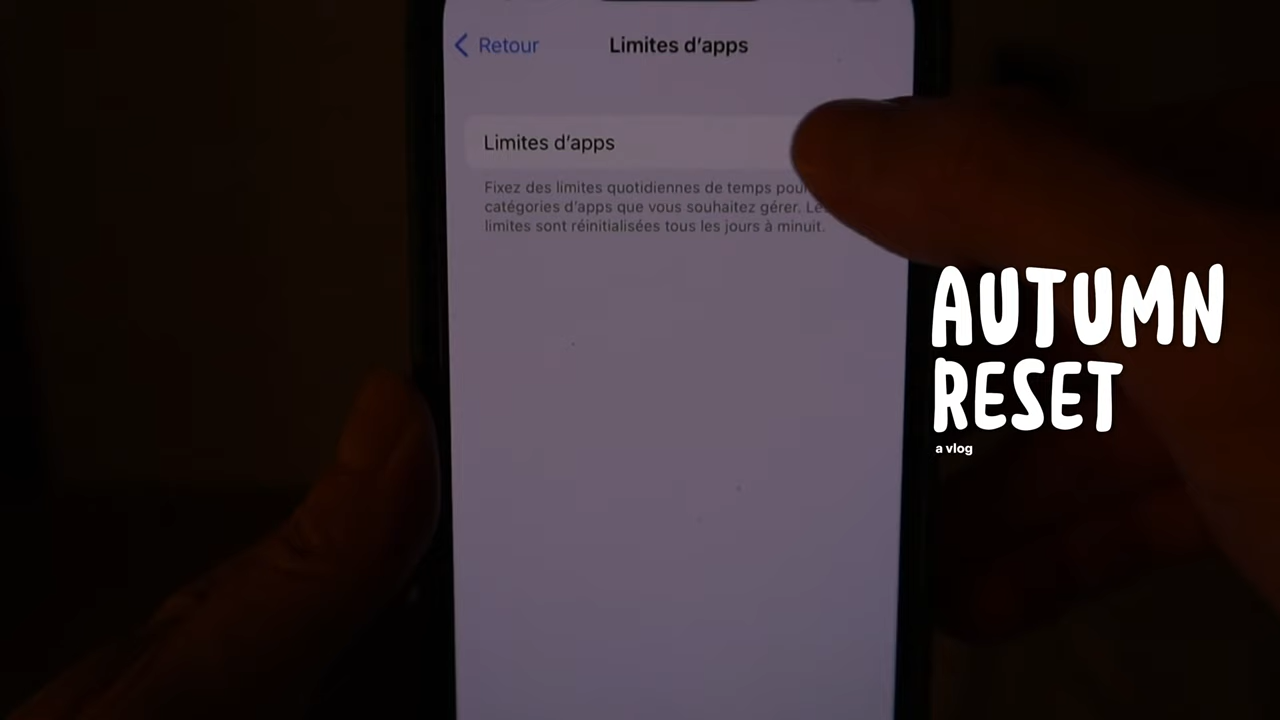 Retour
Limites d'apps
Limites d'apps
Fixez des limites quotidiennes de temps pour
catégories d'apps que vous souhaitez gérer.
limites sont réinitialisées tous les jours à minuit.
AUTUMN
RESET
a vlog